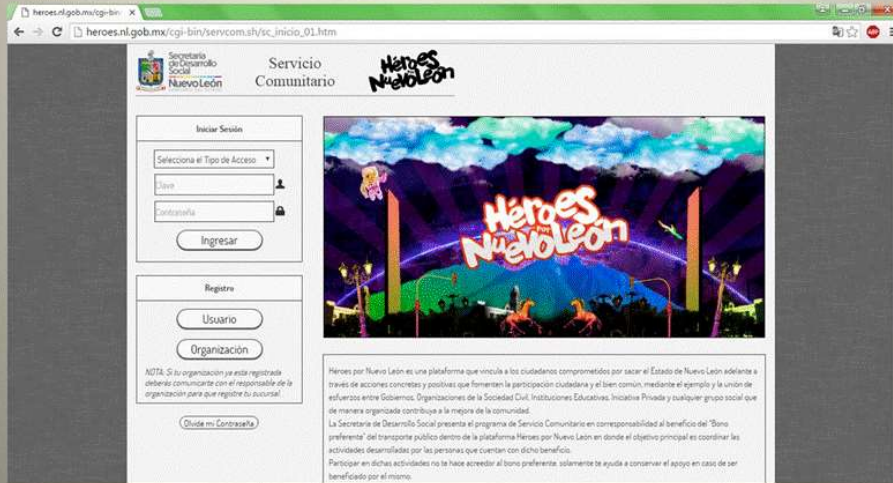 heroes.nl.gob.mx/cgi-bin
heroes.nl.gob.mx/cgi-bin/servcom.sh/sc_inicio_01.htm
Secretaría
de Desarrollo
Social
Nuevo León
Servicio
Comunitario
Héroes
por
Nuevo León
Iniciar Sesión
Selecciona el Tipo de Acceso
Clave
Contraseña
Ingresar
Héroes
por
Nuevo León
Registro
Usuario
Organización
NOTA: Si tu organización ya esta registrada
deberás comunicarte con el responsable de la
organización para que registre tu sucursal.
Olvide mi Contraseña
Héroes por Nuevo León es una plataforma que vincula a los ciudadanos comprometidos por sacar el Estado de Nuevo León adelante a
través de acciones concretas y positivas que fomenten la participación ciudadana y el bien común, mediante el ejemplo y la unión de
esfuerzos entre Gobiernos, Organizaciones de la Sociedad Civil, Instituciones Educativas, Iniciativa Privada y cualquier grupo social que
de manera organizada contribuya a la mejora de la comunidad.
La Secretaría de Desarrollo Social presenta el programa de Servicio Comunitario en corresponsabilidad al beneficio del "Bono
preferente" del transporte público dentro de la plataforma Héroes por Nuevo León en donde el objetivo principal es coordinar las
actividades desarrolladas por las personas que cuentan con dicho beneficio.
Participar en dichas actividades no te hace acreedor al bono preferente, solamente te ayuda a conservar el apoyo en caso de ser
beneficiado por el mismo.